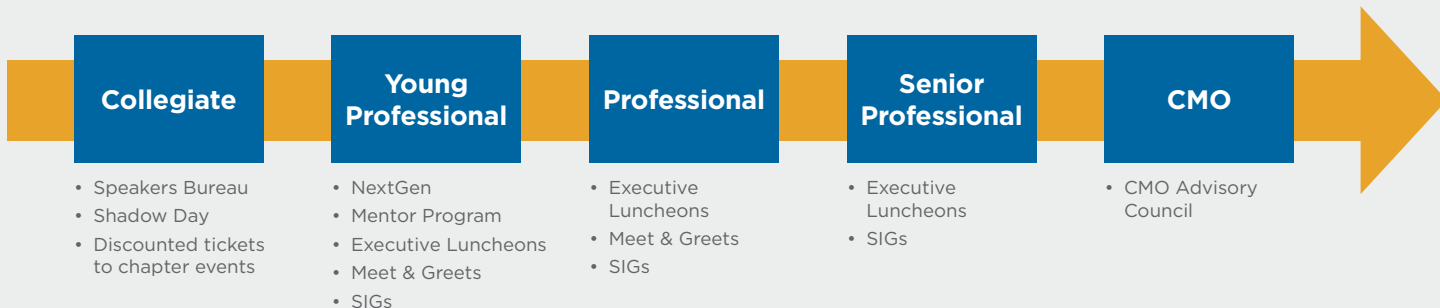 Collegiate
• Speakers Bureau
• Shadow Day
• Discounted tickets
to chapter events
Young
Professional
• NextGen
• Mentor Program
• Executive Luncheons
• Meet & Greets
• SIGs
Professional
• Executive
Luncheons
• Meet & Greets
• SIGs
Senior
Professional
• Executive
Luncheons
• SIGs
CMO
• CMO Advisory
Council